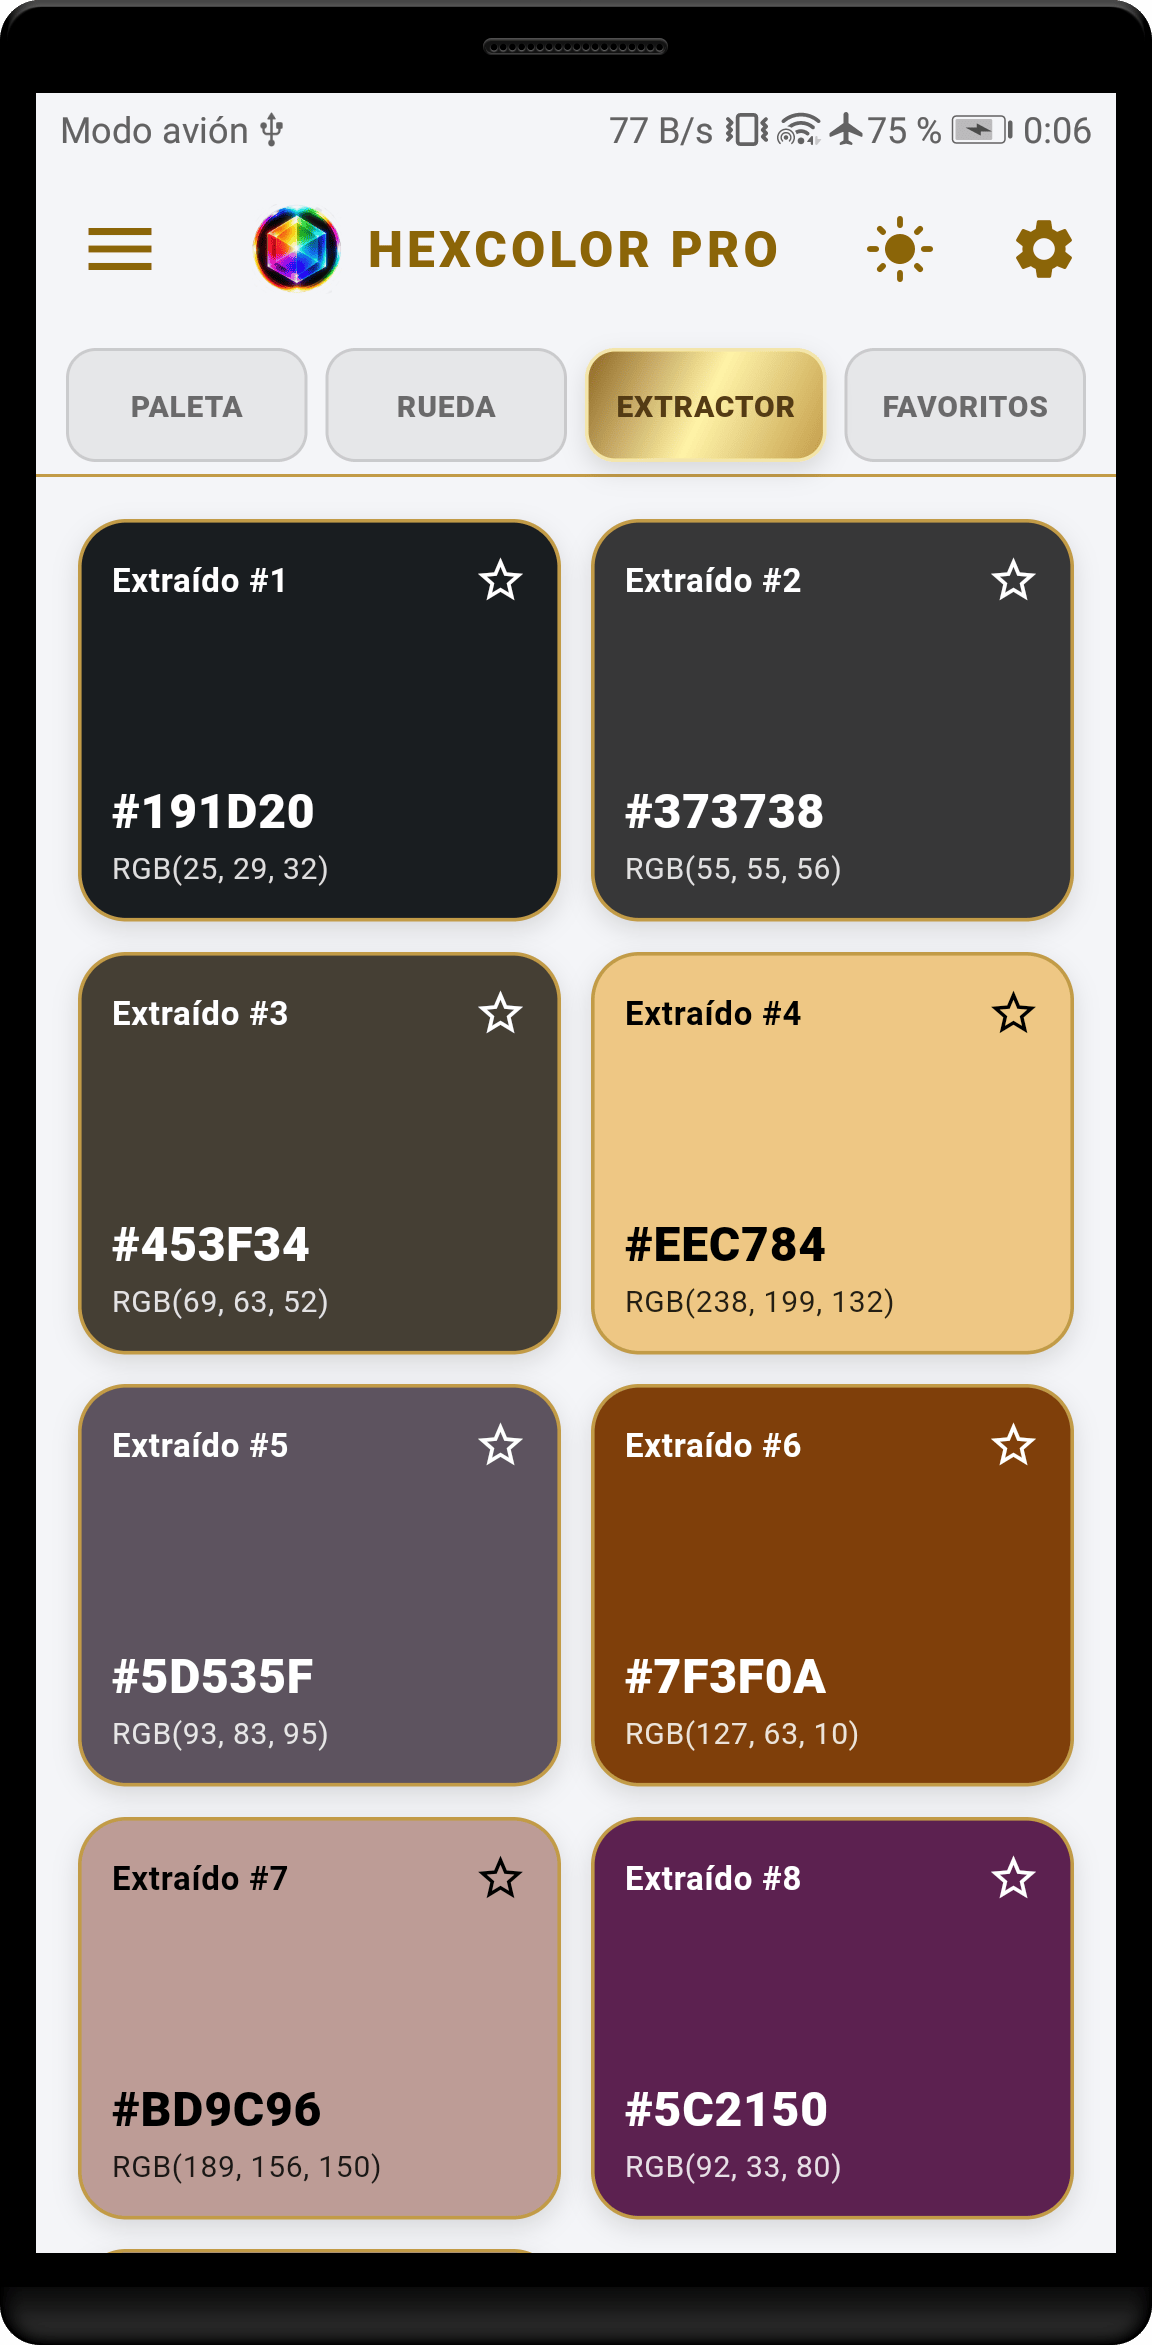 Modo avión 77 B/s 75 % 0:06
HEXCOLOR PRO
PALETA RUEDA EXTRACTOR FAVORITOS
Extraído #1
#191D20
RGB(25, 29, 32)
Extraído #2
#373738
RGB(55, 55, 56)
Extraído #3
#453F34
RGB(69, 63, 52)
Extraído #4
#EEC784
RGB(238, 199, 132)
Extraído #5
#5D535F
RGB(93, 83, 95)
Extraído #6
#7F3F0A
RGB(127, 63, 10)
Extraído #7
#BD9C96
RGB(189, 156, 150)
Extraído #8
#5C2150
RGB(92, 33, 80)